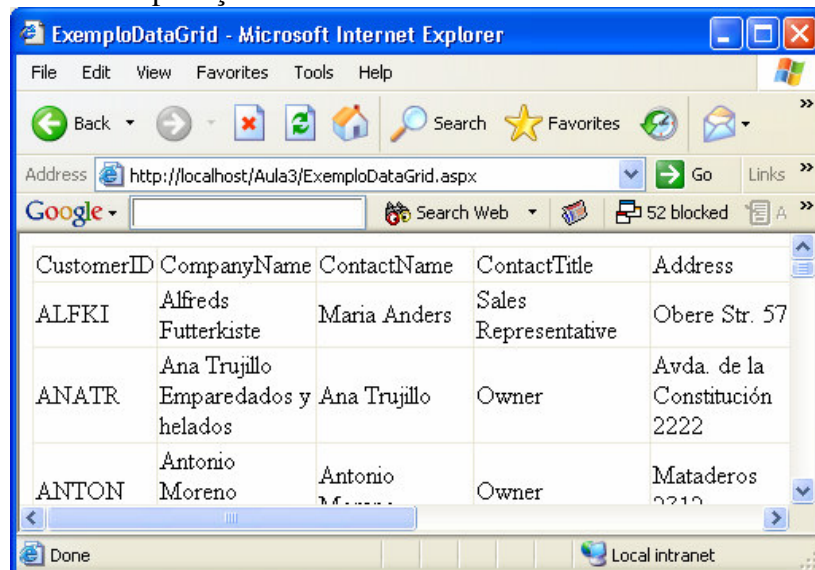 ExemploDataGrid - Microsoft Internet Explorer
File Edit View Favorites Tools Help
Back Search Favorites »
Address http://localhost/Aula3/ExemploDataGrid.aspx Go Links »
Google Search Web 52 blocked A »
CustomerID CompanyName ContactName ContactTitle Address
ALFKI Alfreds Futterkiste Maria Anders Sales Representative Obere Str. 57
ANATR Ana Trujillo Emparedados y helados Ana Trujillo Owner Avda. de la Constitución 2222
ANTON Antonio Moreno Antonio Owner Mataderos
Done Local intranet